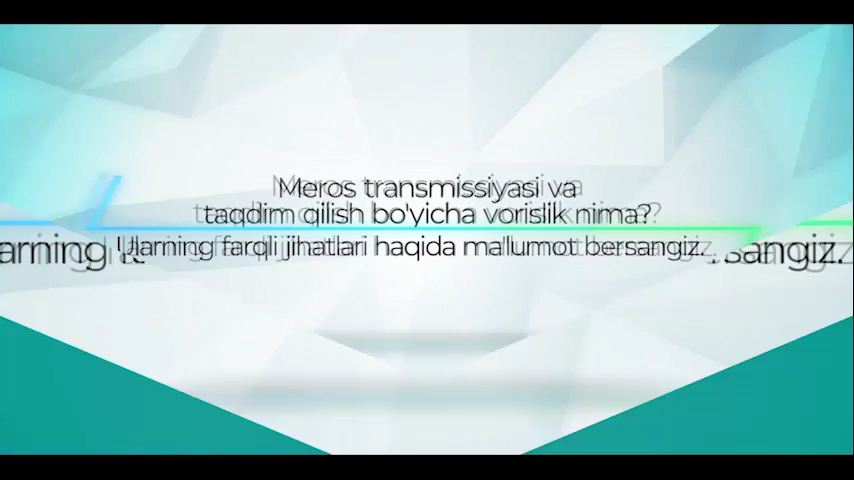 Meros transmissiyasi va
taqdim qilish bo'yicha vorislik nima?
Ularning farqli jihatlari haqida ma'lumot bersangiz.